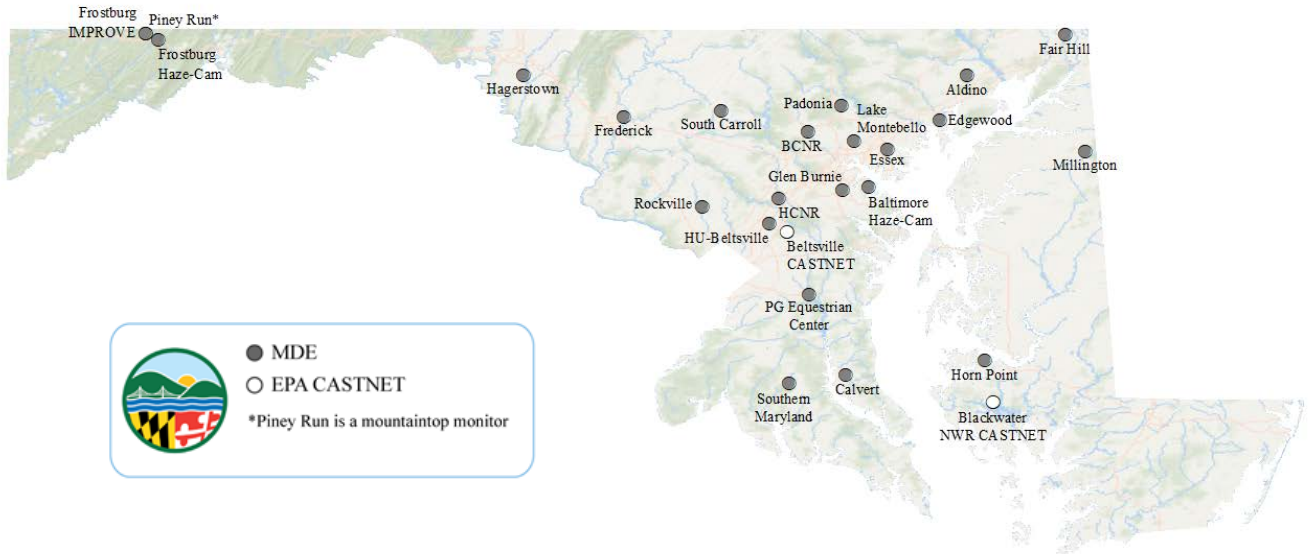 Frostburg
IMPROVE
Piney Run*
Frostburg
Haze-Cam
Hagerstown
Frederick
South Carroll
Padonia
Lake
Montebello
BCNR
Essex
Aldino
Edgewood
Fair Hill
Millington
Glen Burnie
Baltimore
Haze-Cam
Rockville
HCNR
HU-Beltsville
Beltsville
CASTNET
PG Equestrian
Center
Southern
Maryland
Calvert
Horn Point
Blackwater
NWR CASTNET
MDE
EPA CASTNET
*Piney Run is a mountaintop monitor